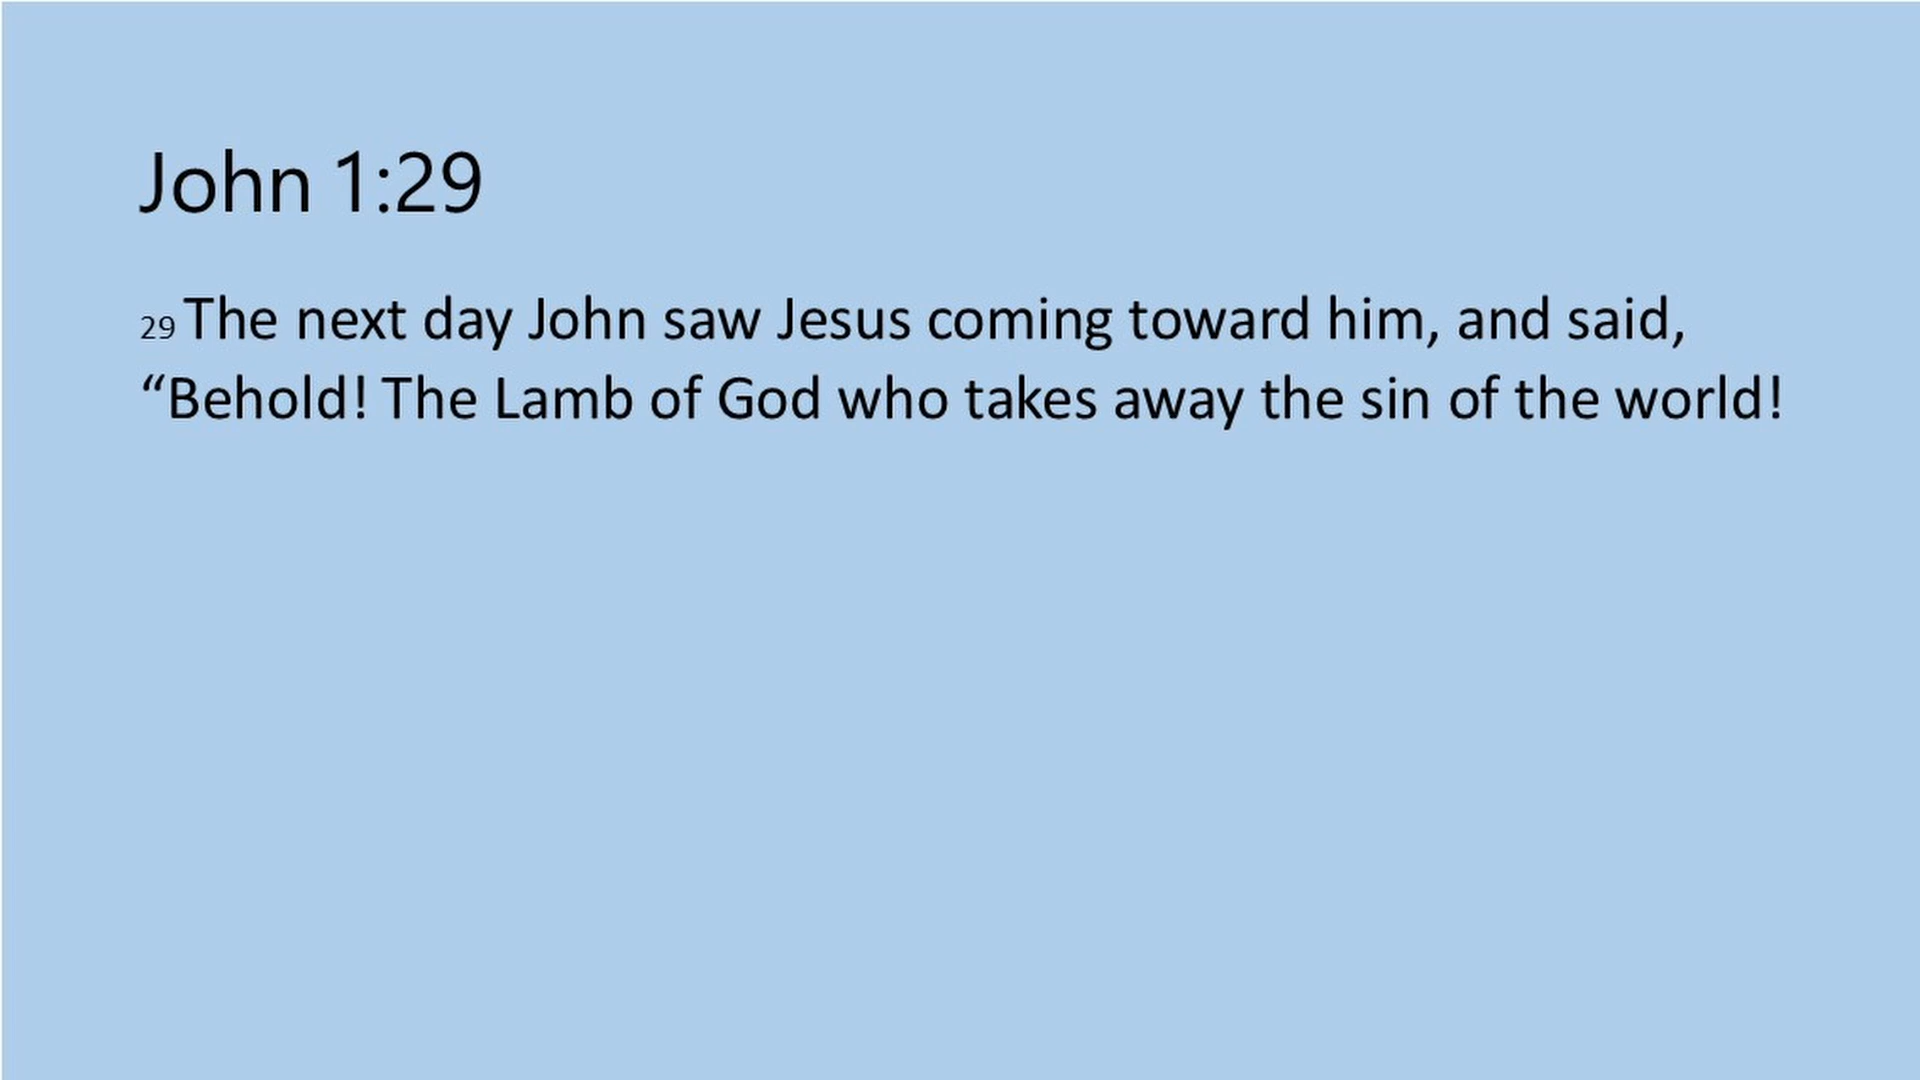 John 1:29
29 The next day John saw Jesus coming toward him, and said,
“Behold! The Lamb of God who takes away the sin of the world!